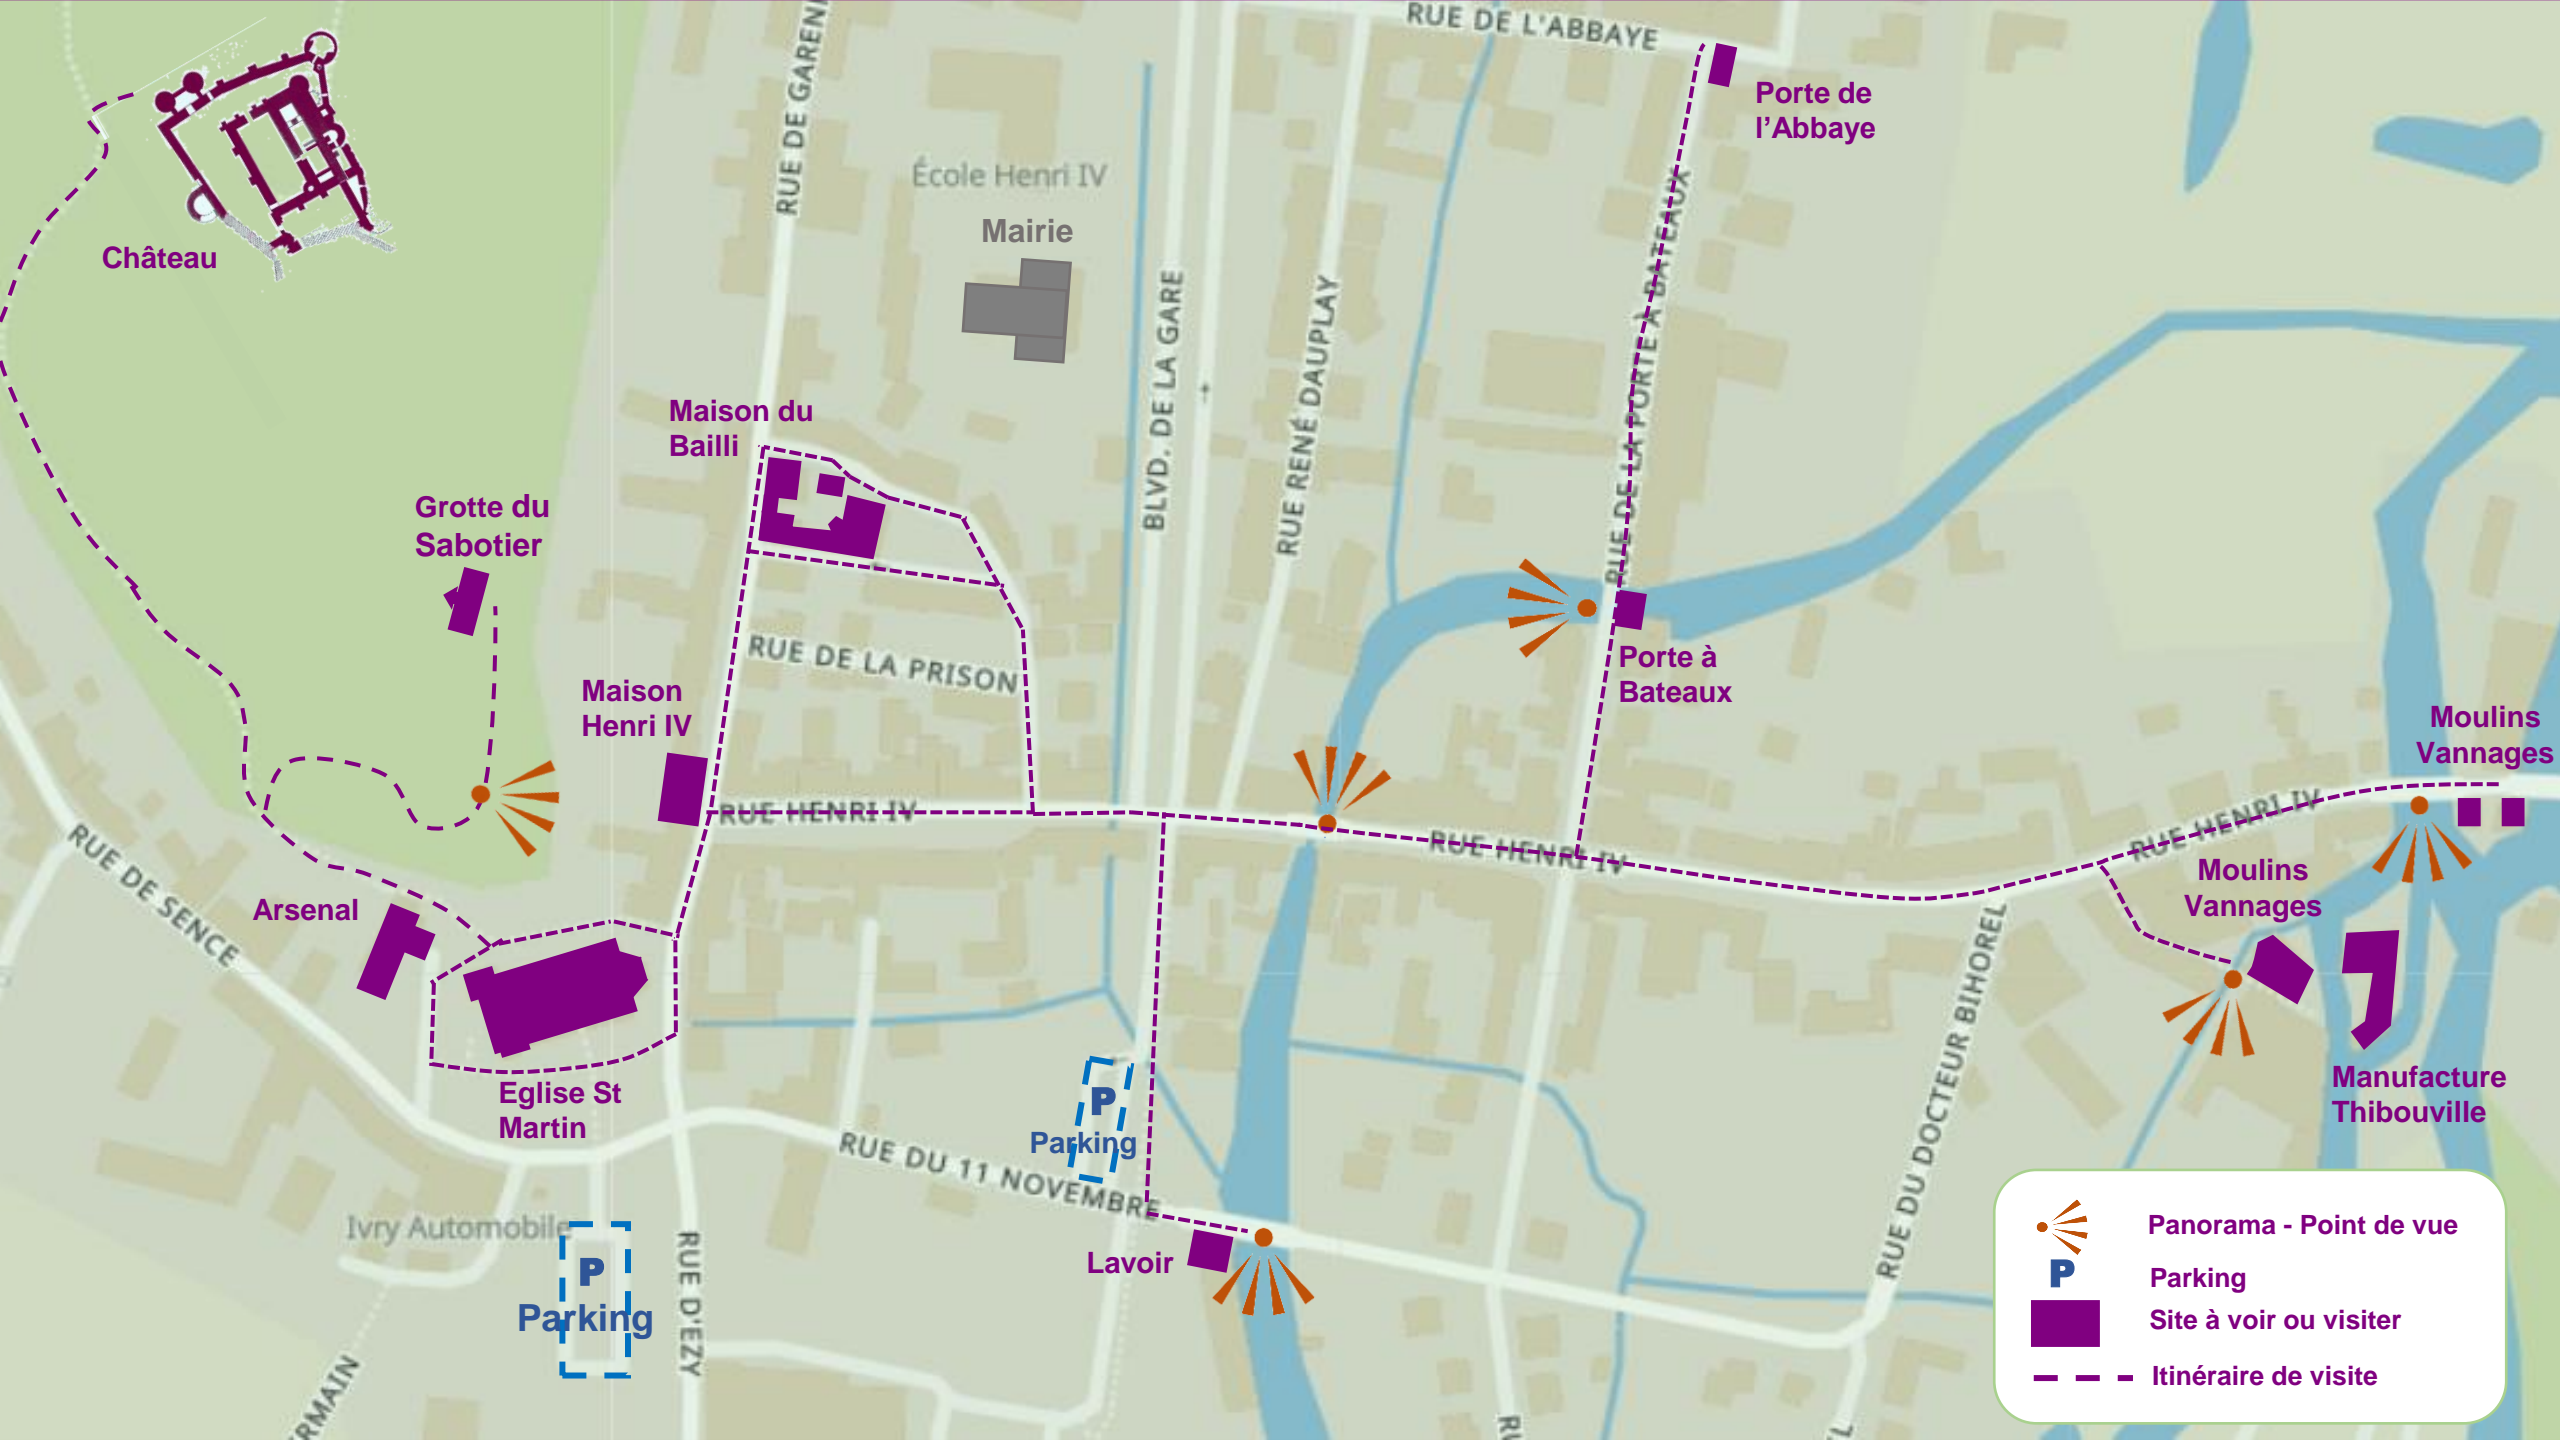 RUE DE L'ABBAYE
Porte de
l'Abbaye
RUE DE GARENN
École Henri IV
Mairie
Château
BLVD. DE LA GARE
RUE RENÉ DAUPLAY
RUE DE LA PORTE À BATEAUX
Maison du
Bailli
Grotte du
Sabotier
RUE DE LA PRISON
Porte à
Bateaux
Maison
Henri IV
Moulins
Vannages
RUE HENRI IV
RUE HENRI IV
RUE HENRI IV
Moulins
Vannages
RUE DE SENCE
Arsenal
RUE DU DOCTEUR BIHOREL
Eglise St
Martin
Manufacture
Thibouville
P
Parking
RUE DU 11 NOVEMBRE
Ivry Automobile
P
Parking
RUE D'EZY
Lavoir
RMAIN
Panorama - Point de vue
P
Parking
Site à voir ou visiter
Itinéraire de visite